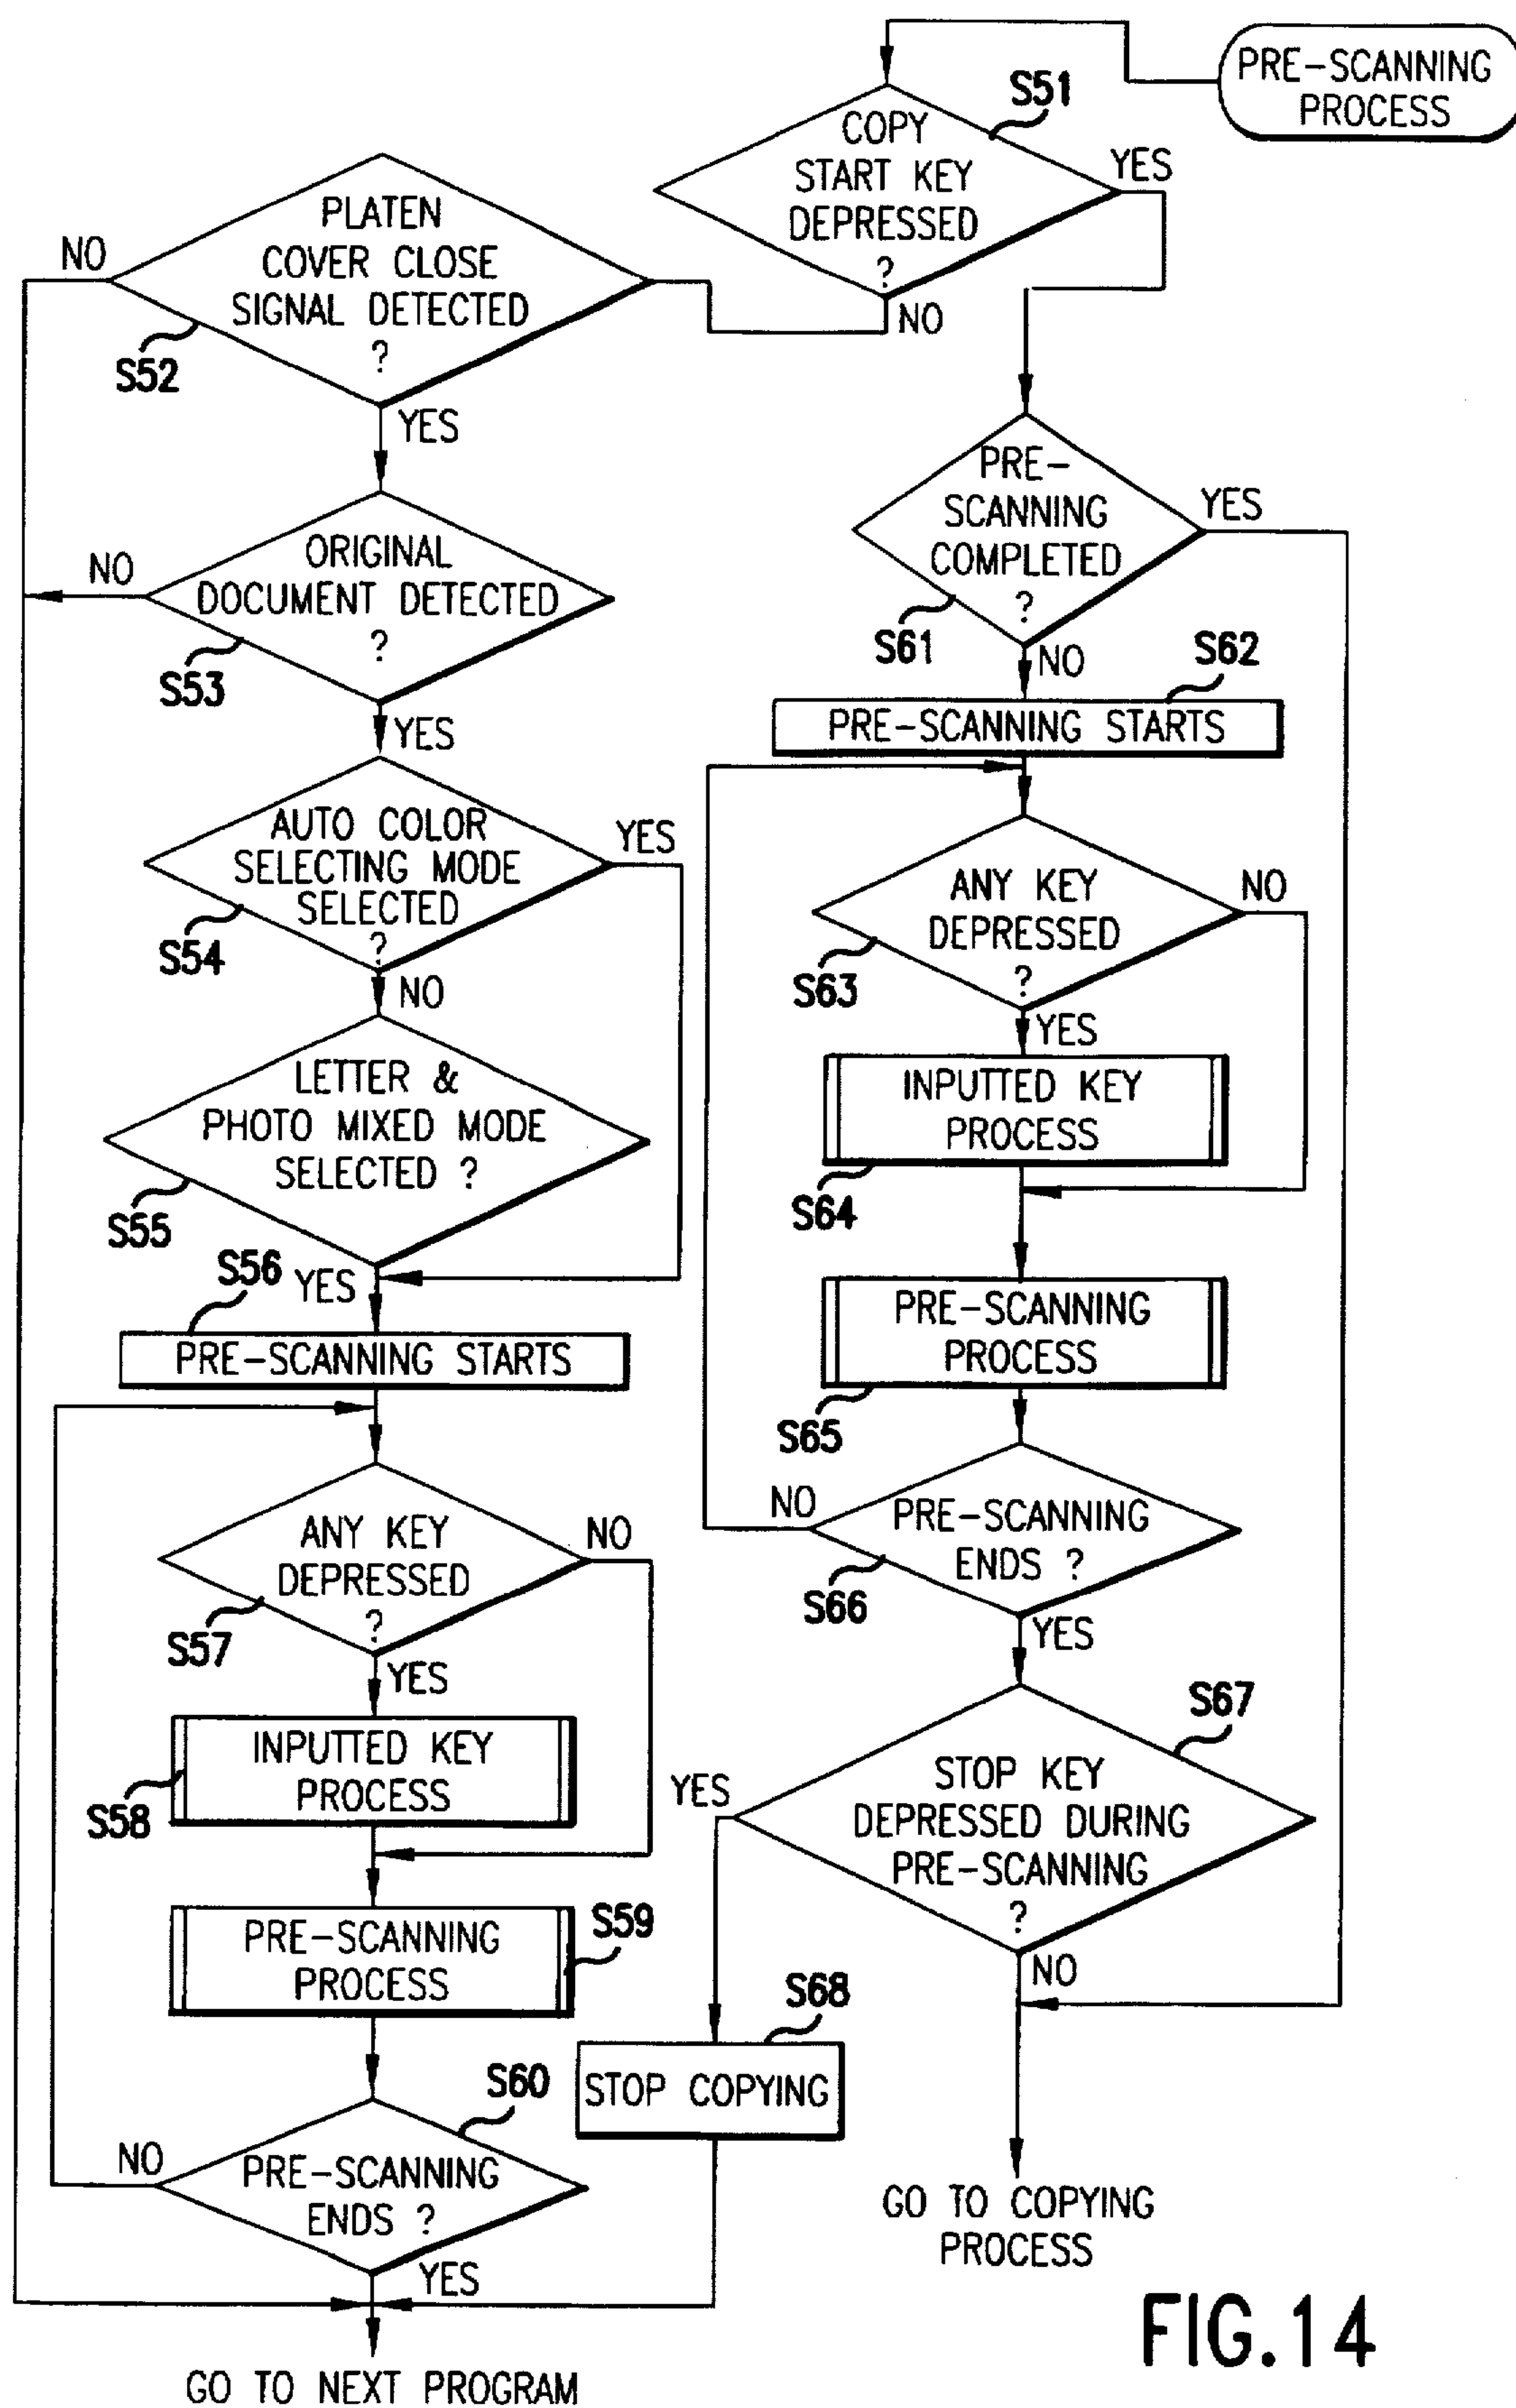 PRE-SCANNING
PROCESS
S51
COPY
START KEY
DEPRESSED
?
YES
NO
PLATEN
COVER CLOSE
SIGNAL DETECTED
?
NO
S52
YES
ORIGINAL
DOCUMENT DETECTED
?
NO
S53
YES
AUTO COLOR
SELECTING MODE
SELECTED
?
YES
S54
NO
LETTER &
PHOTO MIXED MODE
SELECTED ?
S55
S56
YES
PRE-SCANNING STARTS
ANY KEY
DEPRESSED
?
NO
S57
YES
INPUTTED KEY
PROCESS
S58
PRE-SCANNING
PROCESS
S59
S60
NO
PRE-SCANNING
ENDS ?
YES
GO TO NEXT PROGRAM
PRE-
SCANNING
COMPLETED
?
YES
S61
NO
S62
PRE-SCANNING STARTS
ANY KEY
DEPRESSED
?
NO
S63
YES
INPUTTED KEY
PROCESS
S64
PRE-SCANNING
PROCESS
S65
NO
PRE-SCANNING
ENDS ?
S66
YES
S67
STOP KEY
DEPRESSED DURING
PRE-SCANNING
?
YES
NO
S68
STOP COPYING
GO TO COPYING
PROCESS
FIG.14